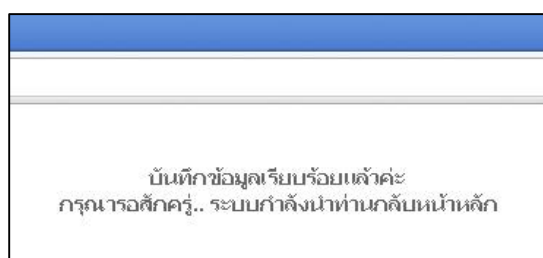 บันทึกข้อมูลเรียบร้อยแล้วค่ะ
กรุณารอสักครู่.. ระบบกำลังนำท่านกลับหน้าหลัก